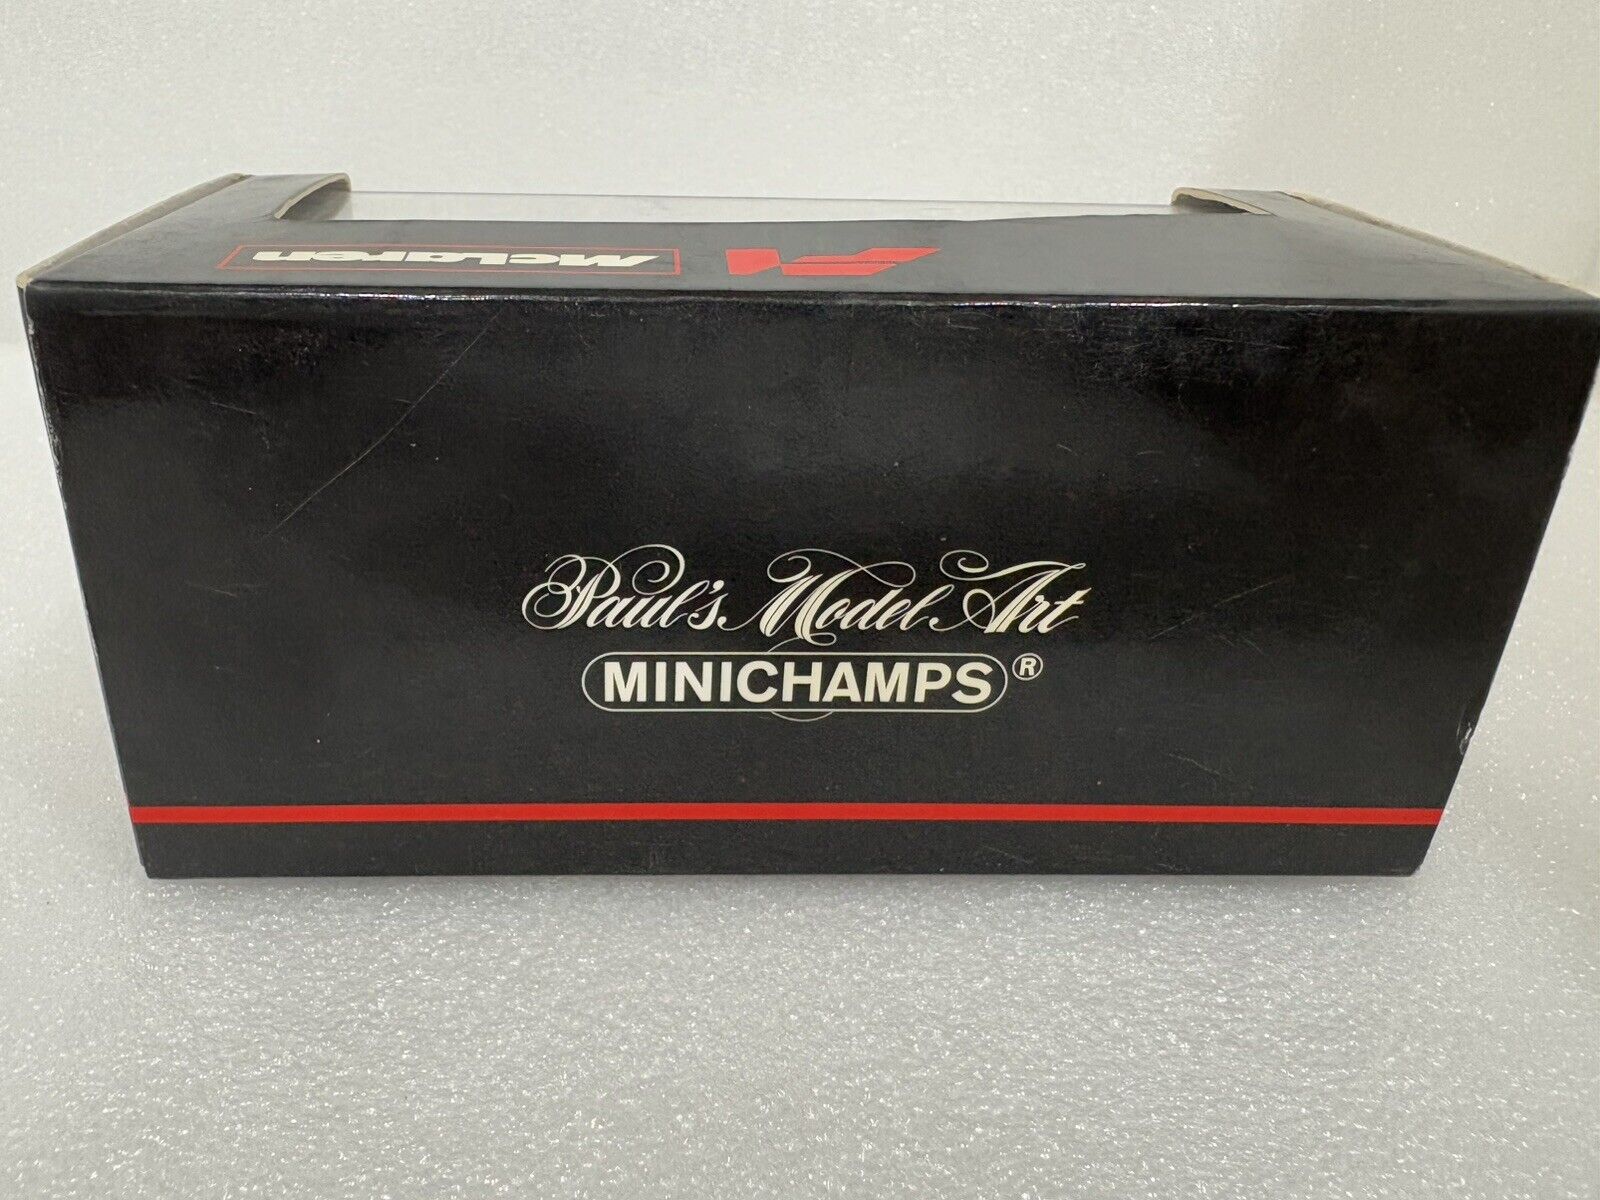 McLaren F1
Paul's Model Art
MINICHAMPS®